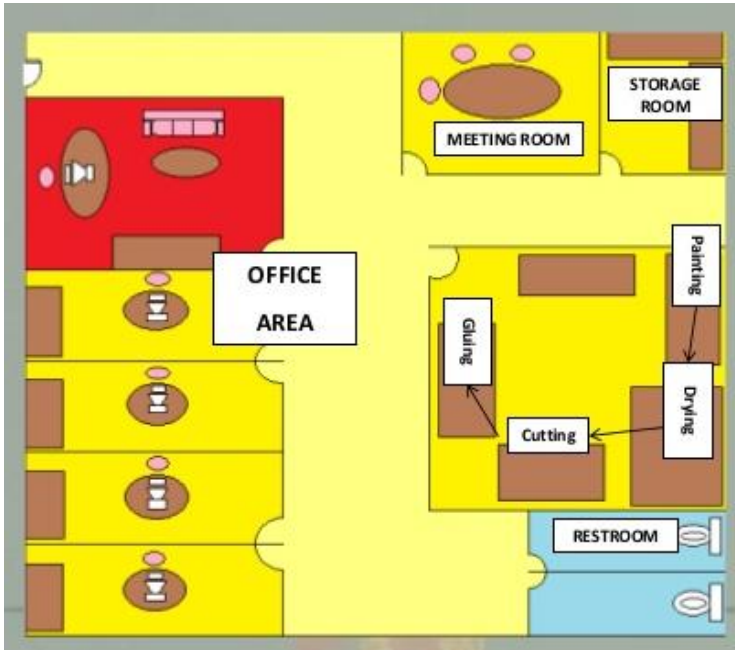 STORAGE
ROOM
MEETING ROOM
OFFICE
AREA
Painting
Gluing
Drying
Cutting
RESTROOM